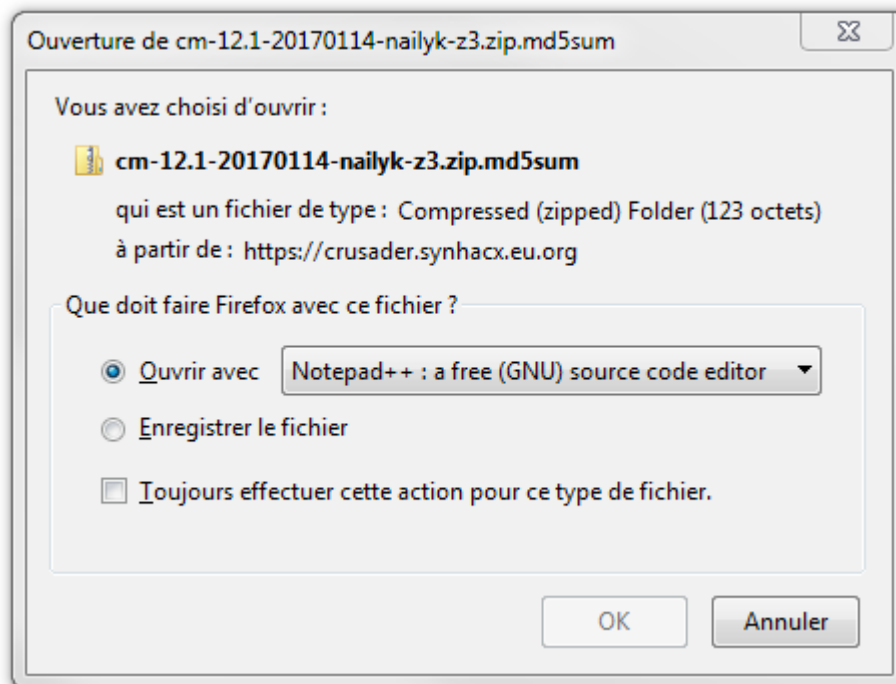 Ouverture de cm-12.1-20170114-nailyk-z3.zip.md5sum
Vous avez choisi d'ouvrir :
cm-12.1-20170114-nailyk-z3.zip.md5sum
qui est un fichier de type : Compressed (zipped) Folder (123 octets)
à partir de : https://crusader.synhacx.eu.org
Que doit faire Firefox avec ce fichier ?
Ouvrir avec Notepad++ : a free (GNU) source code editor
Enregistrer le fichier
Toujours effectuer cette action pour ce type de fichier.
OK Annuler